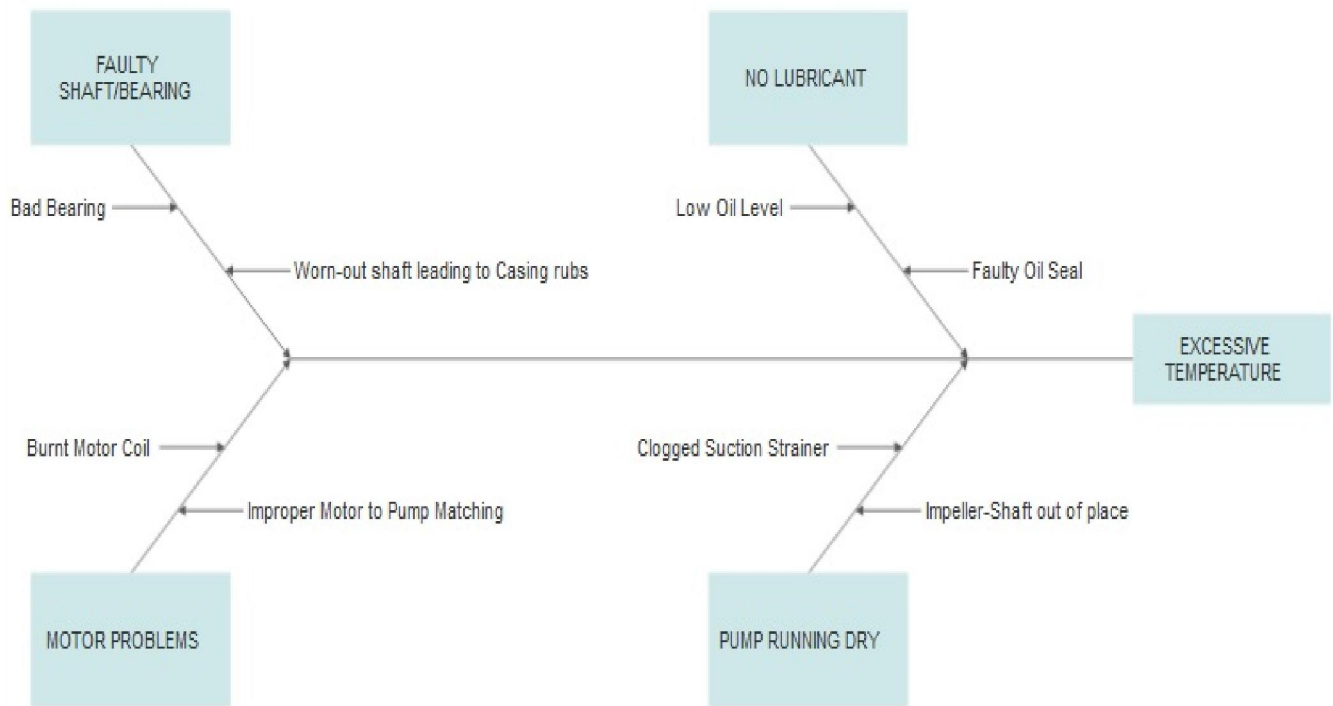 FAULTY
SHAFT/BEARING
NO LUBRICANT
Bad Bearing
Low Oil Level
Worn-out shaft leading to Casing rubs
Faulty Oil Seal
EXCESSIVE
TEMPERATURE
Burnt Motor Coil
Clogged Suction Strainer
Improper Motor to Pump Matching
Impeller-Shaft out of place
MOTOR PROBLEMS
PUMP RUNNING DRY